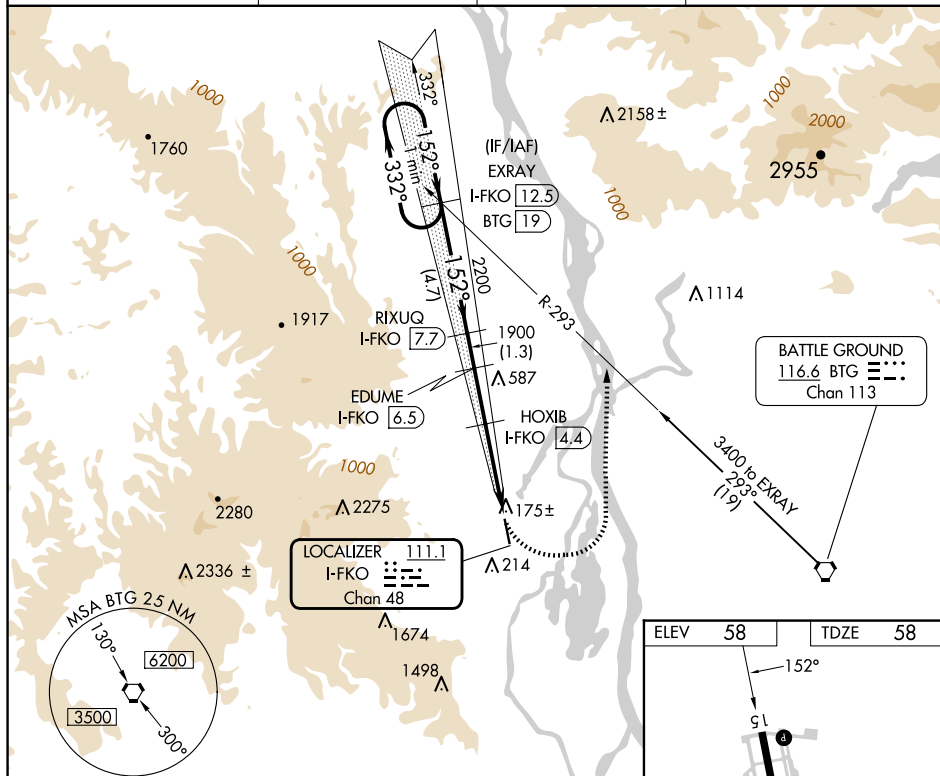 332°
152°
1 min
332°
1000
1760
2158 ±
1000
2000
2955
1000
(IF/IAF)
EXRAY
I-FKO 12.5
BTG 19
1000
2200
152°
(4.7)
R-293
1114
1917
RIXUQ
I-FKO 7.7
1900
(1.3)
587
EDUME
I-FKO 6.5
HOXIB
I-FKO 4.4
BATTLE GROUND
116.6 BTG
Chan 113
3400 to EXRAY
293°
(19)
1000
2280
2275
175±
LOCALIZER 111.1
I-FKO
Chan 48
214
2336 ±
1674
1498
MSA BTG 25 NM
130°
6200
3500
300°
ELEV 58
TDZE 58
152°
15
P